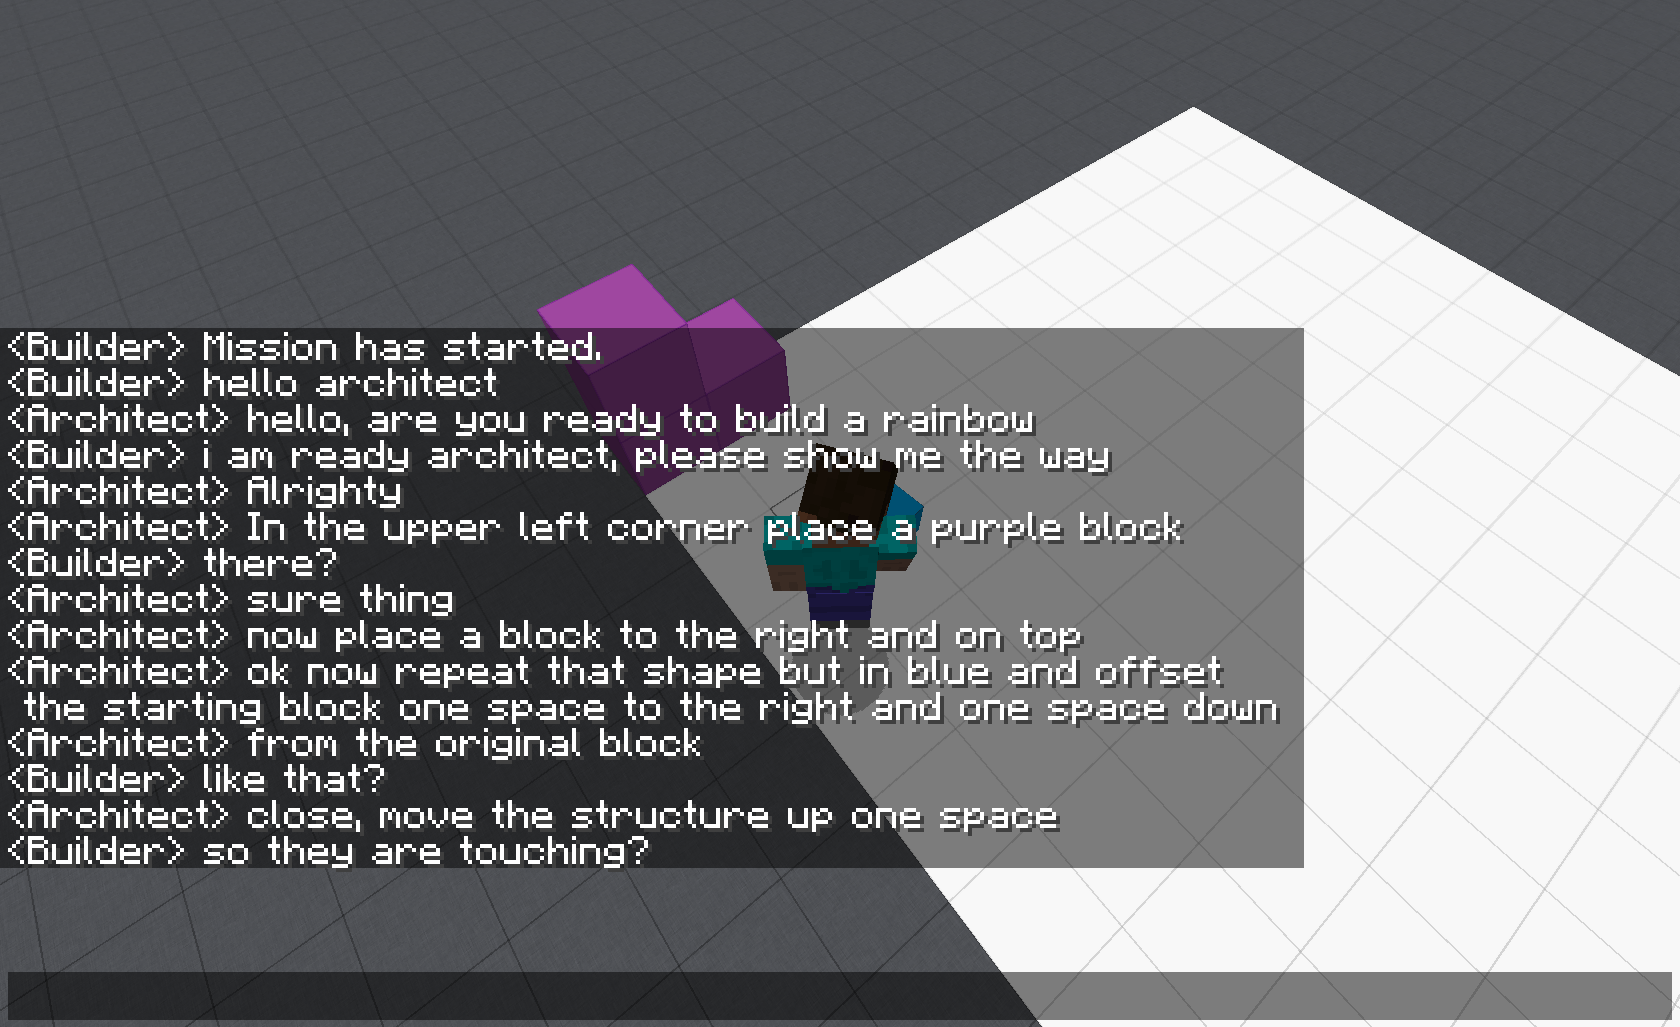 <Builder> Mission has started.
<Builder> hello architect
<Architect> hello, are you ready to build a rainbow
<Builder> i am ready architect, please show me the way
<Architect> Alrighty
<Architect> In the upper left corner place a purple block
<Builder> there?
<Architect> sure thing
<Architect> now place a block to the right and on top
<Architect> ok now repeat that shape but in blue and offset
the starting block one space to the right and one space down
<Architect> from the original block
<Builder> like that?
<Architect> close, move the structure up one space
<Builder> so they are touching?